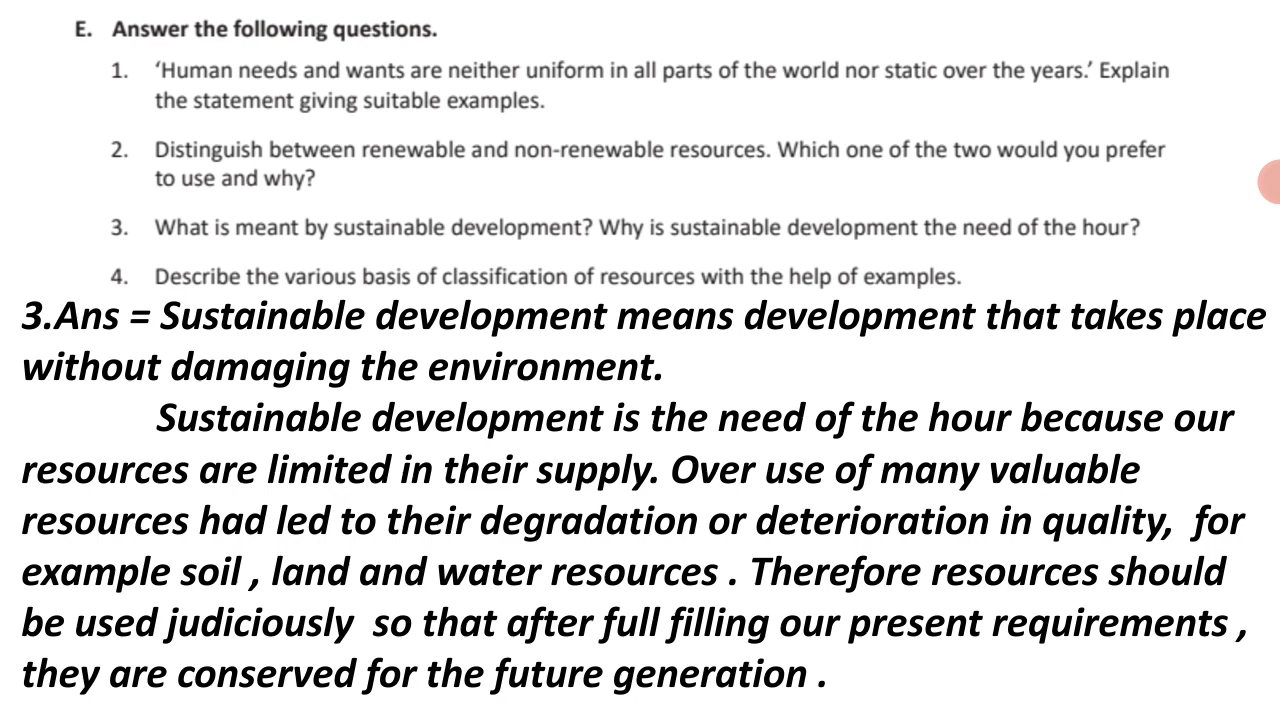 E. Answer the following questions.
1. ‘Human needs and wants are neither uniform in all parts of the world nor static over the years.’ Explain
the statement giving suitable examples.
2. Distinguish between renewable and non-renewable resources. Which one of the two would you prefer
to use and why?
3. What is meant by sustainable development? Why is sustainable development the need of the hour?
4. Describe the various basis of classification of resources with the help of examples.
3.Ans = Sustainable development means development that takes place
without damaging the environment.
Sustainable development is the need of the hour because our
resources are limited in their supply. Over use of many valuable
resources had led to their degradation or deterioration in quality,  for
example soil , land and water resources . Therefore resources should
be used judiciously  so that after full filling our present requirements ,
they are conserved for the future generation .